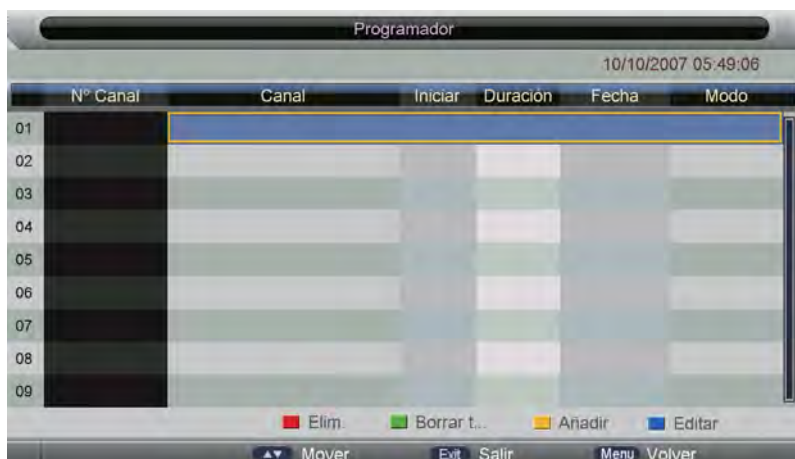 Programador
10/10/2007 05:49:06
Nº Canal Canal Iniciar Duración Fecha Modo
01
02
03
04
05
06
07
08
09
Elim. Borrar t... Añadir Editar
▲▼ Mover Exit Salir Menu Volver